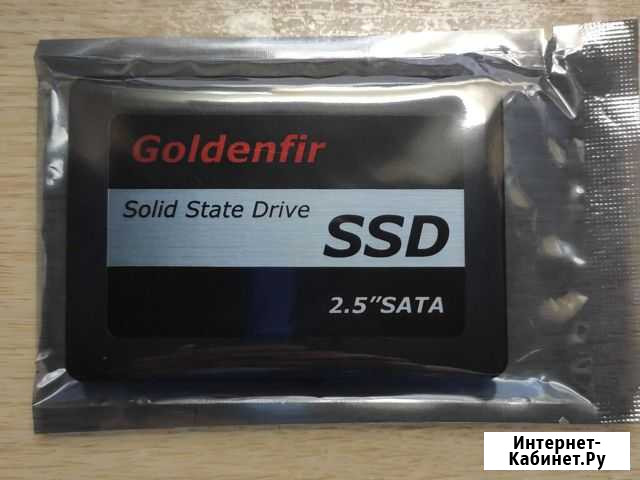 Goldenfir
Solid State Drive
SSD
2.5"SATA
Интернет-
Кабинет.Ру